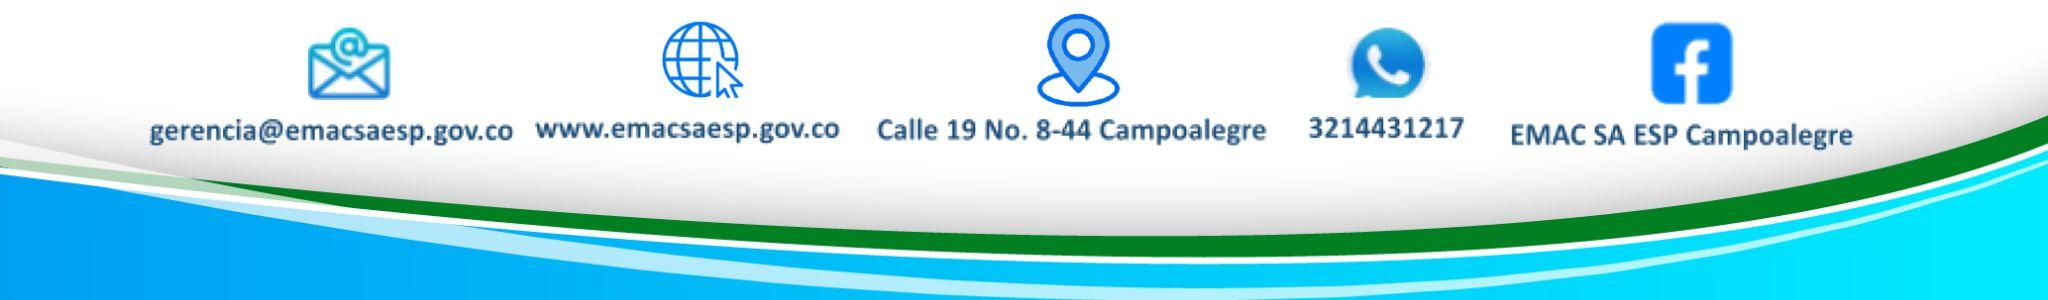 gerencia@emacsaesp.gov.co
www.emacsaesp.gov.co
Calle 19 No. 8-44 Campoalegre
3214431217
EMAC SA ESP Campoalegre